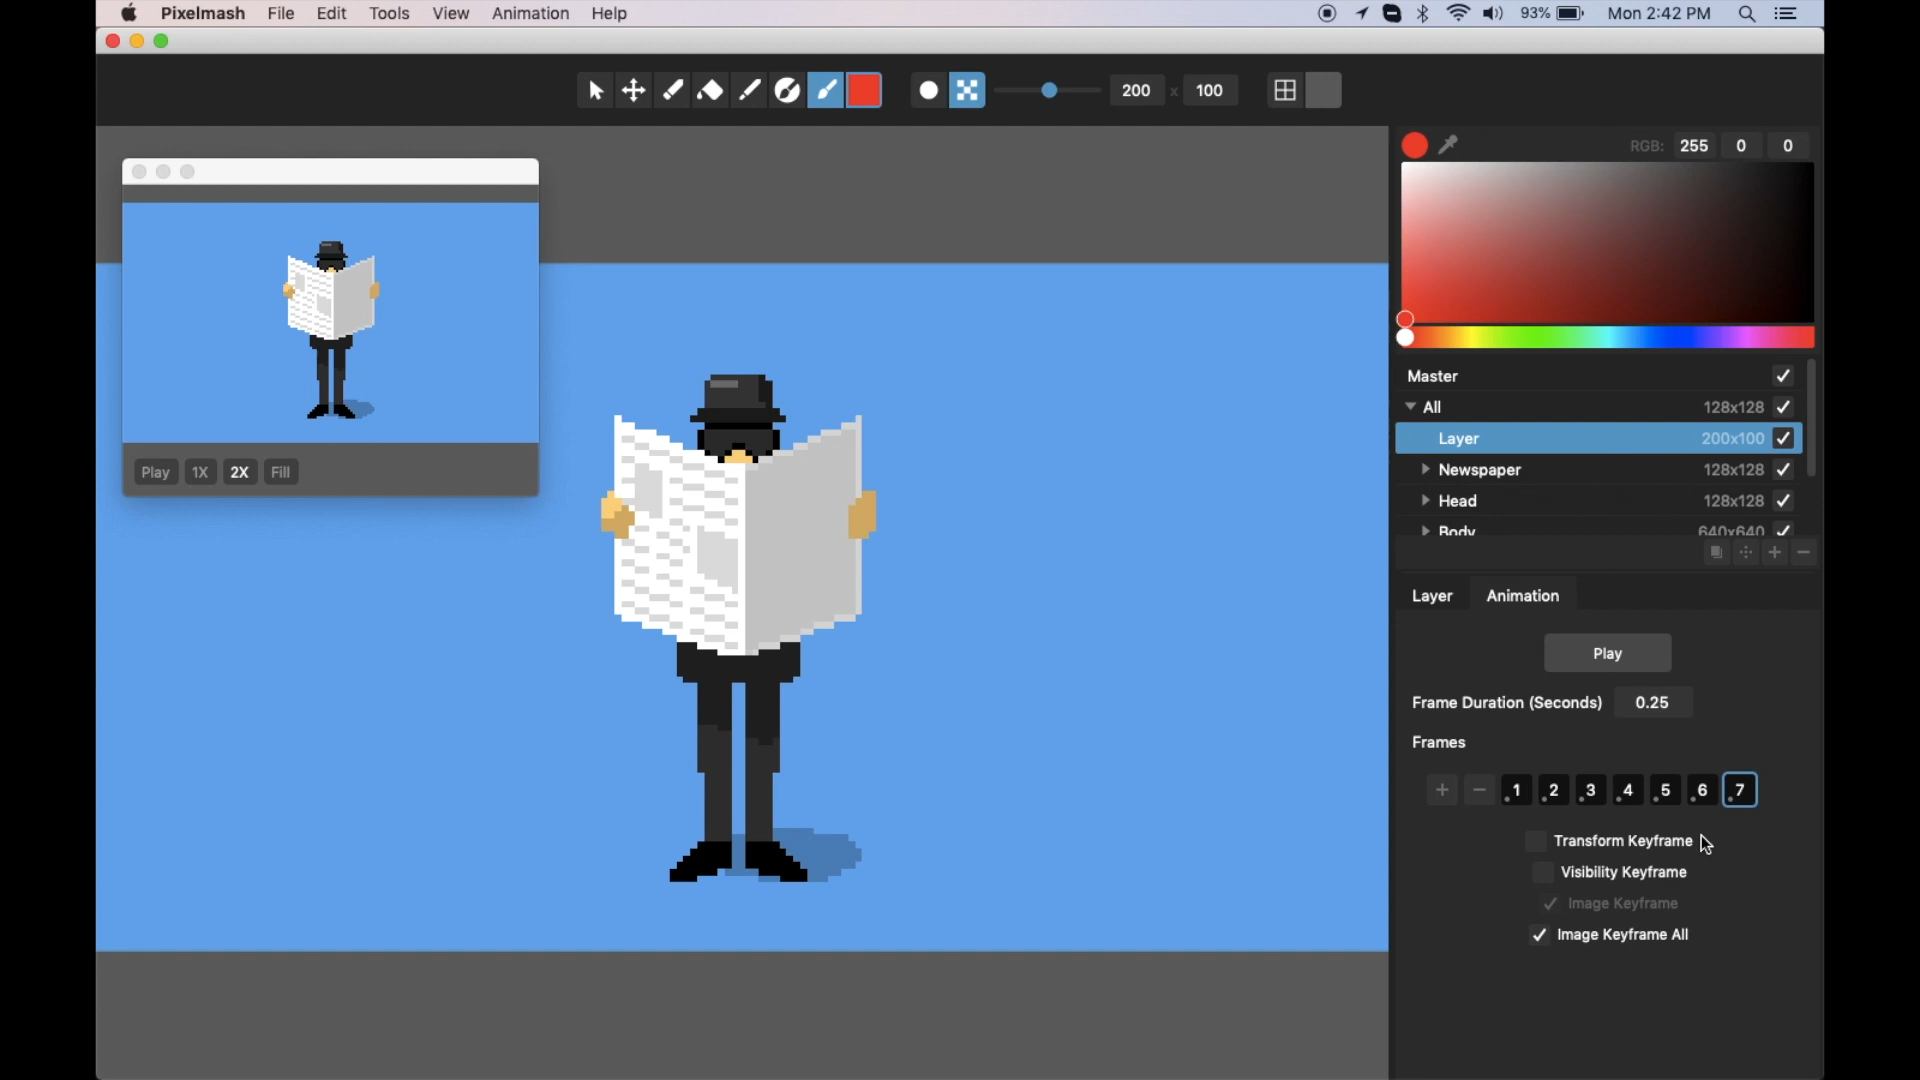 Pixelmash File Edit Tools View Animation Help 93% Mon 2:42 PM
200 x 100
RGB: 255 0 0
Master
All 128x128
Layer 200x100
Newspaper 128x128
Head 128x128
Body 640x640
Play 1X 2X Fill
Layer Animation
Play
Frame Duration (Seconds) 0.25
Frames
+ − 1 2 3 4 5 6 7
Transform Keyframe
Visibility Keyframe
Image Keyframe
Image Keyframe All